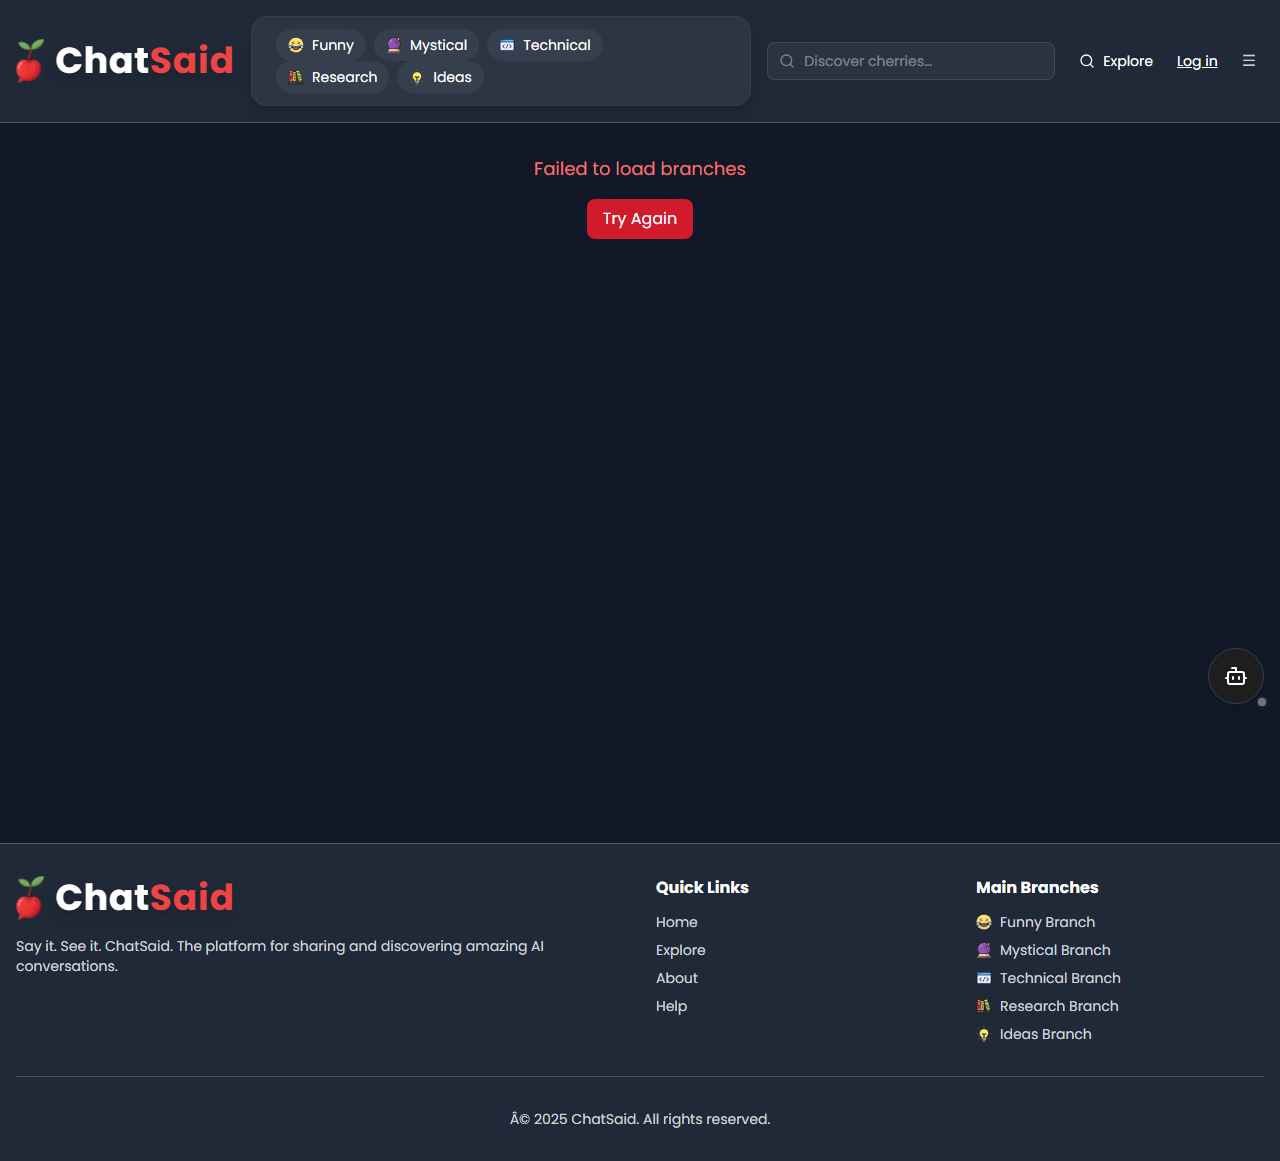 ChatSaid
Funny
Mystical
Technical
Research
Ideas
Discover cherries...
Explore
Log in
Failed to load branches
Try Again
ChatSaid
Say it. See it. ChatSaid. The platform for sharing and discovering amazing AI
conversations.
Quick Links
Home
Explore
About
Help
Main Branches
Funny Branch
Mystical Branch
Technical Branch
Research Branch
Ideas Branch
Â© 2025 ChatSaid. All rights reserved.